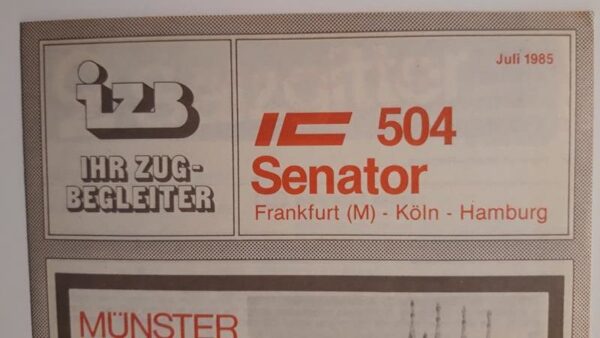 izb
IHR ZUG-
BEGLEITER
Juli 1985
IC 504
Senator
Frankfurt (M) - Köln - Hamburg
MÜNSTER